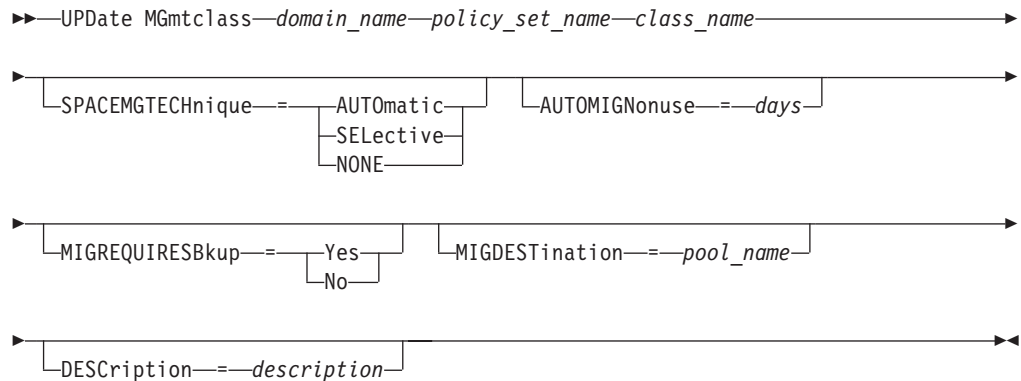 UPDate MGmtclass domain_name policy_set_name class_name
SPACEMGTECHnique = AUTOmatic AUTOMIGNonuse = days
SELective
NONE
MIGREQUIRESBkup = Yes MIGDESTination = pool_name
No
DESCription = description